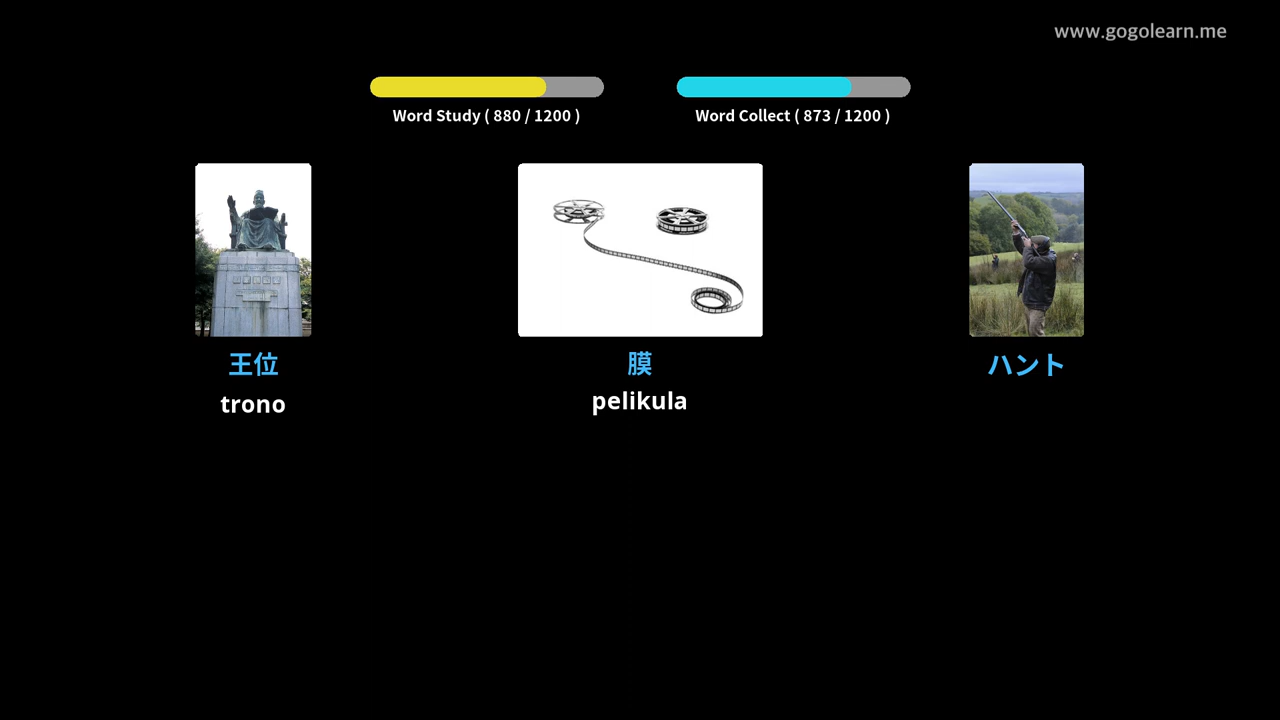 www.gogolearn.me
Word Study ( 880 / 1200 )
Word Collect ( 873 / 1200 )
王位
膜
ハント
trono
pelikula